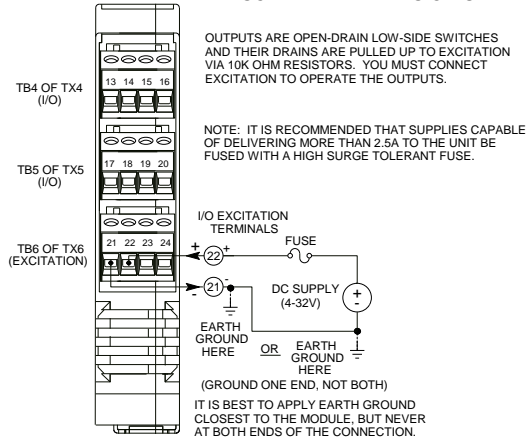 OUTPUTS ARE OPEN-DRAIN LOW-SIDE SWITCHES
AND THEIR DRAINS ARE PULLED UP TO EXCITATION
VIA 10K OHM RESISTORS. YOU MUST CONNECT
EXCITATION TO OPERATE THE OUTPUTS.
13 14 15 16
TB4 OF TX4
(I/O)
NOTE: IT IS RECOMMENDED THAT SUPPLIES CAPABLE
OF DELIVERING MORE THAN 2.5A TO THE UNIT BE
FUSED WITH A HIGH SURGE TOLERANT FUSE.
17 18 19 20
TB5 OF TX5
(I/O)
I/O EXCITATION
TERMINALS
21 22 23 24
TB6 OF TX6
(EXCITATION)
+ 22 +
FUSE
- 21 -
DC SUPPLY
(4-32V)
+
-
EARTH
GROUND
HERE
OR
EARTH
GROUND
HERE
(GROUND ONE END, NOT BOTH)
IT IS BEST TO APPLY EARTH GROUND
CLOSEST TO THE MODULE, BUT NEVER
AT BOTH ENDS OF THE CONNECTION.